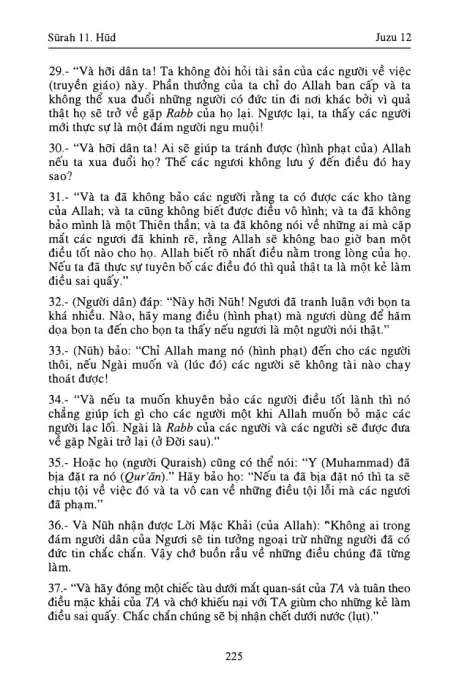 Sūrah 11. Hūd Juzu 12
29.- “Và hỡi dân ta! Ta không đòi hỏi tài sản của các người về việc
(truyền giáo) này. Phần thưởng của ta chỉ do Allah ban cấp và ta
không thể xua đuổi những người có đức tin đi nơi khác bởi vì quả
thật họ sẽ trở về gặp Rabb của họ lại. Ngược lại, ta thấy các người
mới thực sự là một đám người ngu muội!
30.- “Và hỡi dân ta! Ai sẽ giúp ta tránh được (hình phạt của) Allah
nếu ta xua đuổi họ? Thế các ngươi không lưu ý đến điều đó hay
sao?
31.- “Và ta đã không bảo các người rằng ta có được các kho tàng
của Allah; và ta cũng không biết được điều vô hình; và ta đã không
bảo mình là một Thiên thần; và ta đã không nói về những ai mà cặp
mắt các ngươi đã khinh rẽ, rằng Allah sẽ không bao giờ ban một
điều tốt nào cho họ. Allah biết rõ nhất điều nằm trong lòng của họ.
Nếu ta đã thực sự tuyên bố các điều đó thì quả thật ta là một kẻ làm
điều sai quấy.”
32.- (Người dân) đáp: “Này hỡi Nūh! Ngươi đã tranh luận với bọn ta
khá nhiều. Nào, hãy mang điều (hình phạt) mà ngươi dùng để hăm
dọa bọn ta đến cho bọn ta thấy nếu ngươi là một người nói thật.”
33.- (Nūh) bảo: “Chỉ Allah mang nó (hình phạt) đến cho các người
thôi, nếu Ngài muốn và (lúc đó) các người sẽ không tài nào chạy
thoát được!
34.- “Và nếu ta muốn khuyên bảo các người điều tốt lành thì nó
chẳng giúp ích gì cho các người một khi Allah muốn bỏ mặc các
người lạc lối. Ngài là Rabb của các người và các người sẽ được đưa
về gặp Ngài trở lại (ở Đời sau).”
35.- Hoặc họ (người Quraish) cũng có thể nói: “Y (Muhammad) đã
bịa đặt ra nó (Qur’ān).” Hãy bảo họ: “Nếu ta đã bịa đặt nó thì ta sẽ
chịu tội về việc đó và ta vô can về những điều tội lỗi mà các ngươi
đã phạm.”
36.- Và Nūh nhận được Lời Mặc Khải (của Allah): “Không ai trong
đám người dân của Ngươi sẽ tin tưởng ngoại trừ những người đã có
đức tin chắc chắn. Vậy chớ buồn rầu về những điều chúng đã từng
làm.
37.- “Và hãy đóng một chiếc tàu dưới mắt quan-sát của TA và tuân theo
điều mặc khải của TA và chớ khiếu nại với TA giùm cho những kẻ làm
điều sai quấy. Chắc chắn chúng sẽ bị nhận chết dưới nước (lụt).”
225